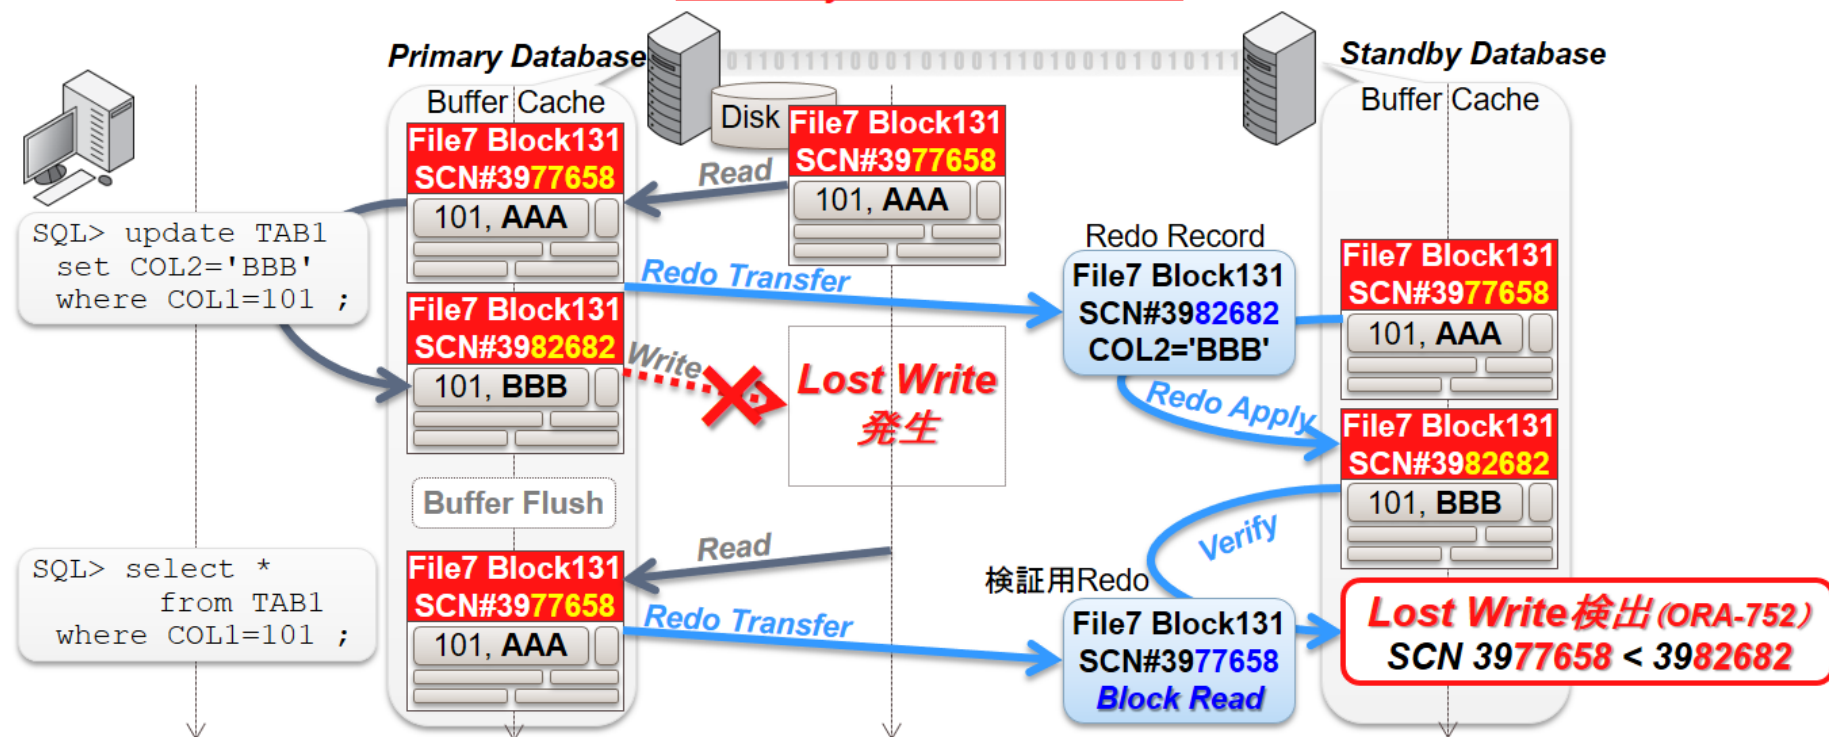 Primary Database
Standby Database
0110111100010100111010010101011
Buffer Cache
Disk
File7 Block131
SCN#3977658
101, AAA
Read
File7 Block131
SCN#3977658
101, AAA
SQL> update TAB1
set COL2='BBB'
where COL1=101 ;
Redo Transfer
Redo Record
File7 Block131
SCN#3982682
COL2='BBB'
Buffer Cache
File7 Block131
SCN#3977658
101, AAA
File7 Block131
SCN#3982682
101, BBB
Write
Lost Write
発生
Redo Apply
File7 Block131
SCN#3982682
101, BBB
Buffer Flush
Verify
SQL> select *
from TAB1
where COL1=101 ;
File7 Block131
SCN#3977658
101, AAA
Read
Redo Transfer
検証用Redo
File7 Block131
SCN#3977658
Block Read
Lost Write検出(ORA-752)
SCN 3977658 < 3982682